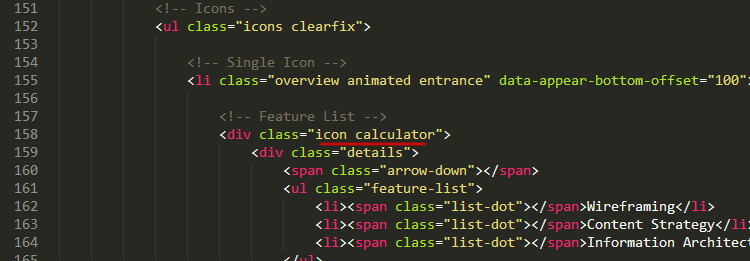 151 <!-- Icons -->
152 <ul class="icons clearfix">
153
154 <!-- Single Icon -->
155 <li class="overview animated entrance" data-appear-bottom-offset="100">
156
157 <!-- Feature List -->
158 <div class="icon calculator">
159 <div class="details">
160 <span class="arrow-down"></span>
161 <ul class="feature-list">
162 <li><span class="list-dot"></span>Wireframing</li>
163 <li><span class="list-dot"></span>Content Strategy</li>
164 <li><span class="list-dot"></span>Information Architect
165 </ul>